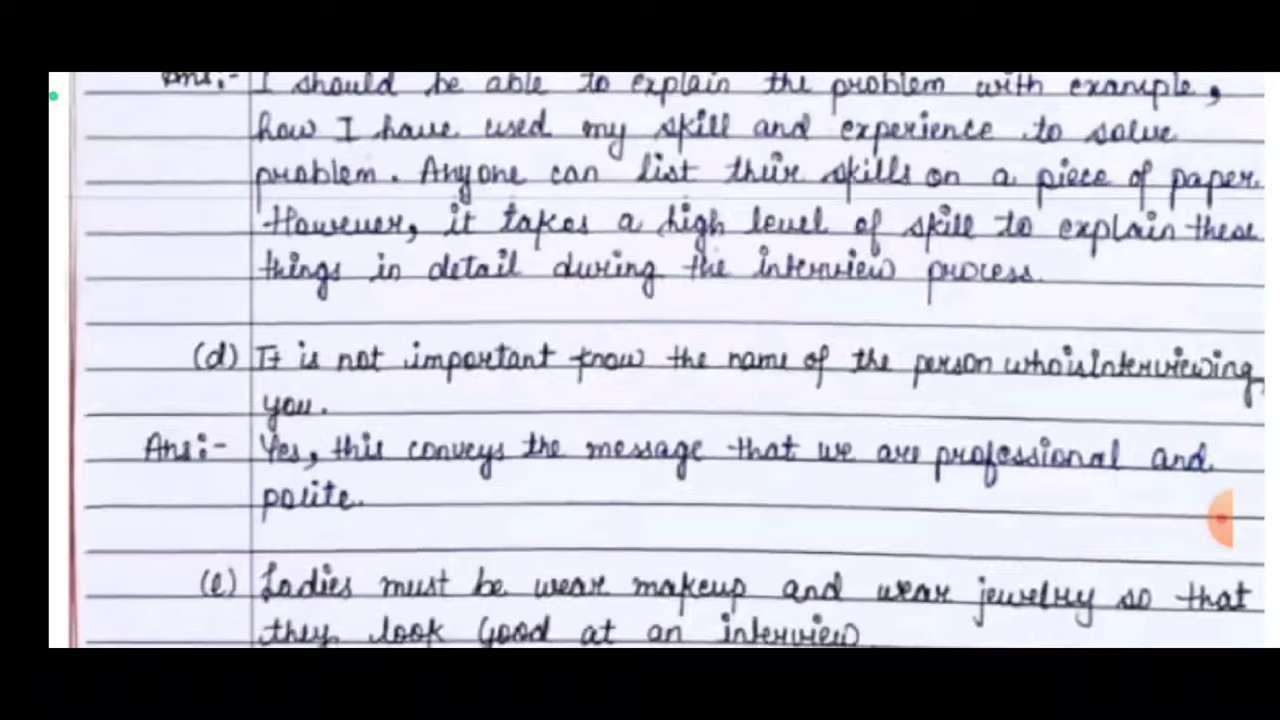 Ans:- I should be able to explain the problem with example,
how I have used my skill and experience to solve
problem. Anyone can list their skills on a piece of paper.
However, it takes a high level of skill to explain these
things in detail during the interview process.
(d) It is not important know the name of the person who is Interviewing
you.
Ans:- Yes, this conveys the message that we are professional and
polite.
(e) Ladies must be wear makeup and wear jewelry so that
they look Good at an interview